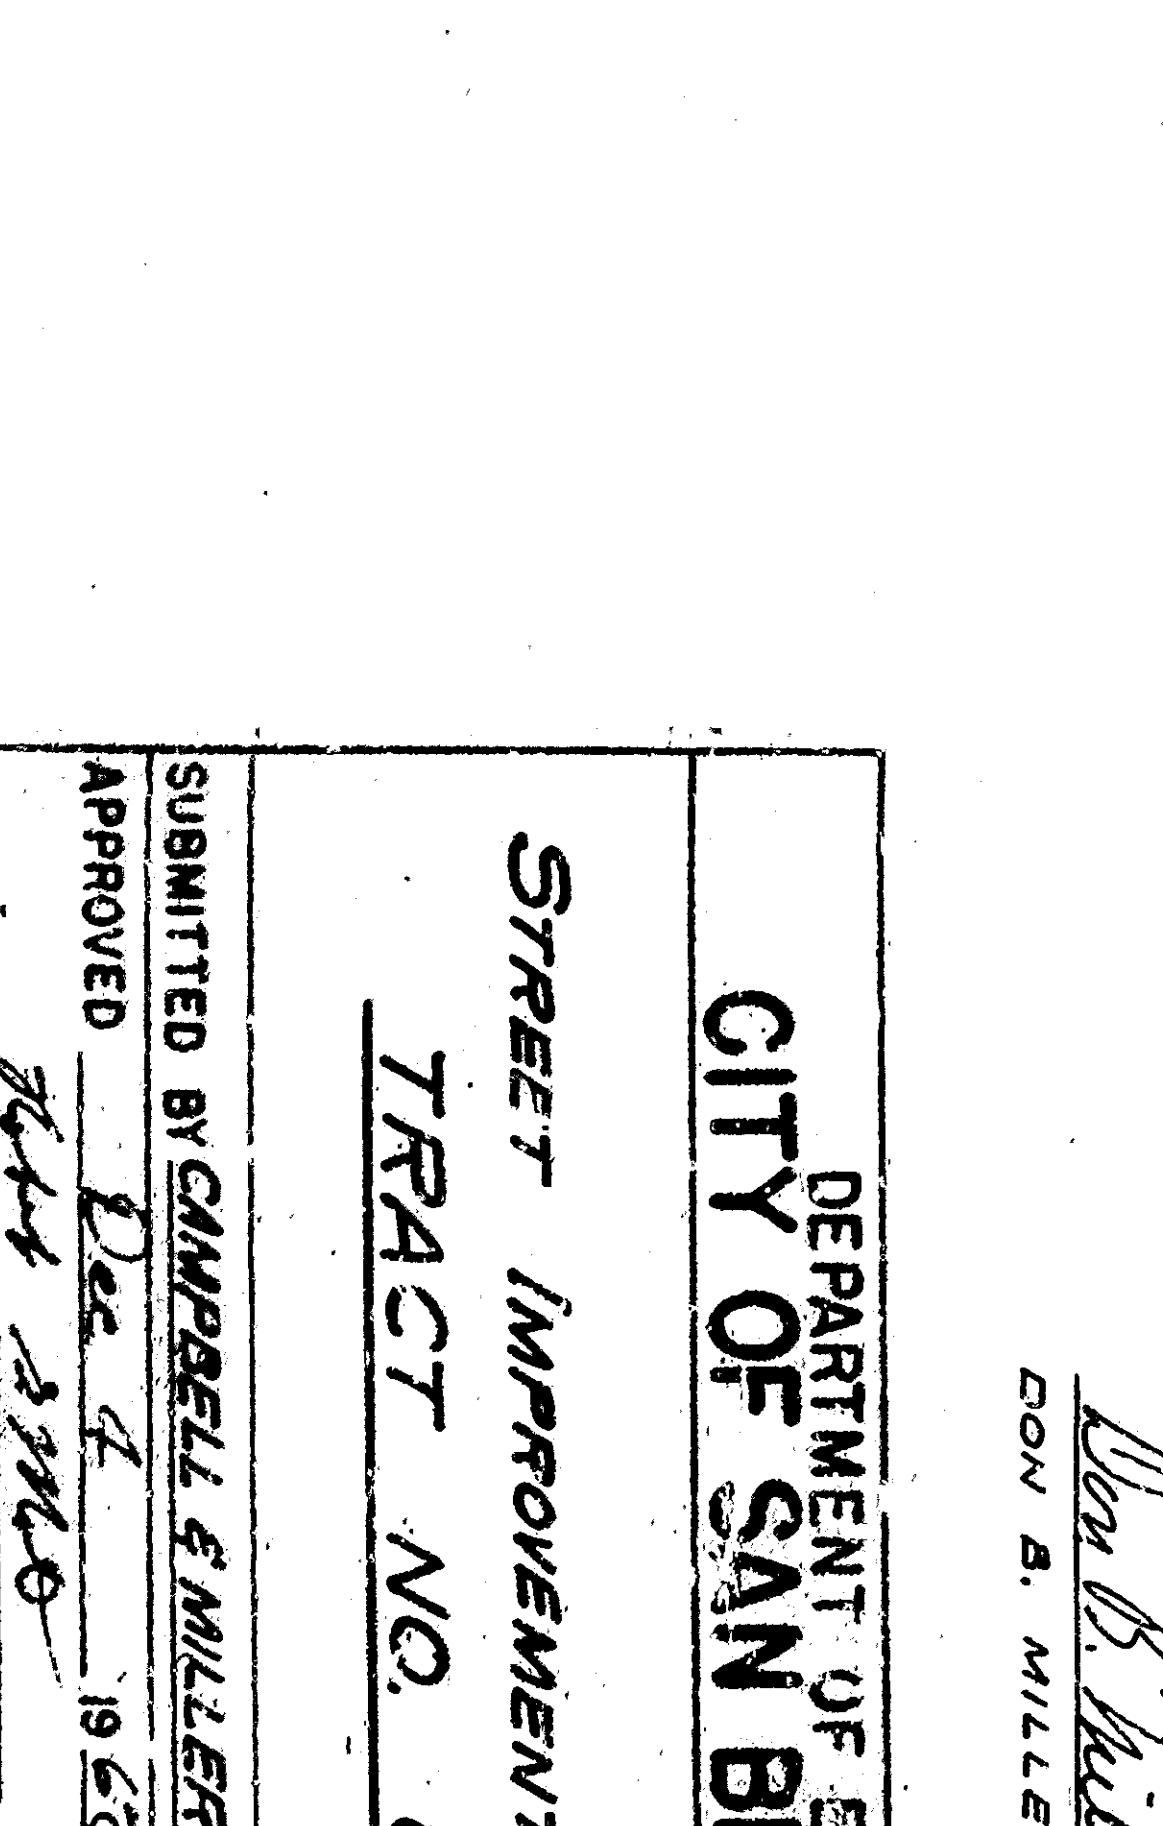 DON B. MILLE
DEPARTMENT OF
CITY OF SAN B
STREET IMPROVEMENT
TRACT NO.
SUBMITTED BY CAMPBELL & MILLER
APPROVED Dec 4 196